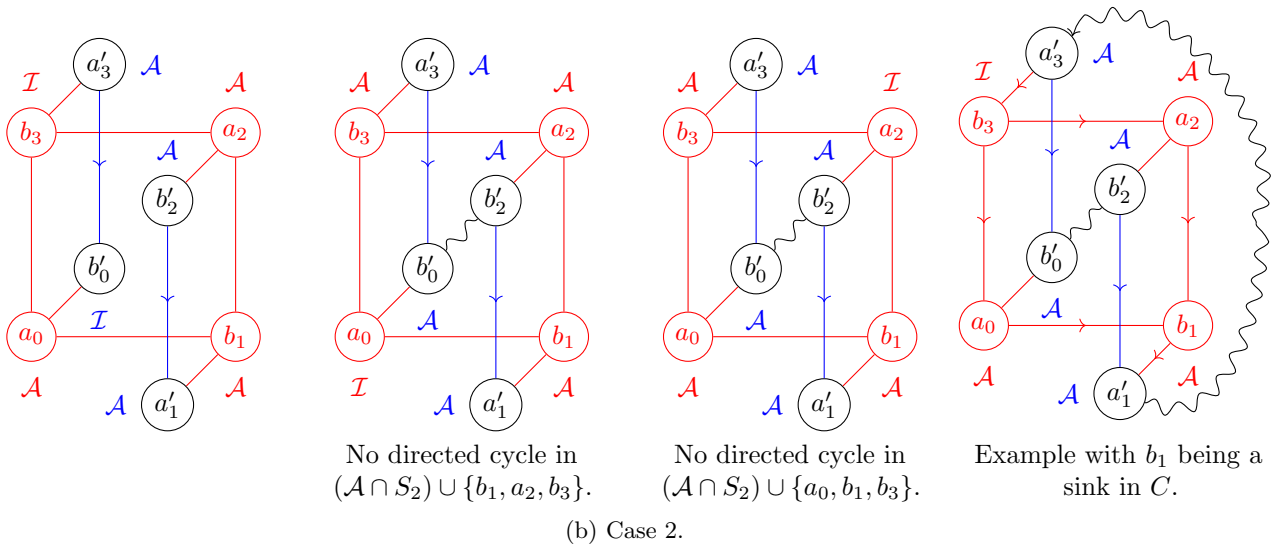 a′₃ 𝒜
ℐ 𝒜
b₃ a₂
𝒜
b′₂
b′₀
ℐ
a₀ b₁
𝒜 𝒜
𝒜 a′₁
a′₃ 𝒜
𝒜 𝒜
b₃ a₂
𝒜
b′₂
b′₀
𝒜
a₀ b₁
ℐ 𝒜
𝒜 a′₁
No directed cycle in
(𝒜 ∩ S₂) ∪ {b₁, a₂, b₃}.
a′₃ 𝒜
𝒜 ℐ
b₃ a₂
𝒜
b′₂
b′₀
𝒜
a₀ b₁
𝒜 𝒜
𝒜 a′₁
No directed cycle in
(𝒜 ∩ S₂) ∪ {a₀, b₁, b₃}.
a′₃ 𝒜
ℐ 𝒜
b₃ a₂
𝒜
b′₂
b′₀
𝒜
a₀ b₁
𝒜 𝒜
𝒜 a′₁
Example with b₁ being a
sink in C.
(b) Case 2.